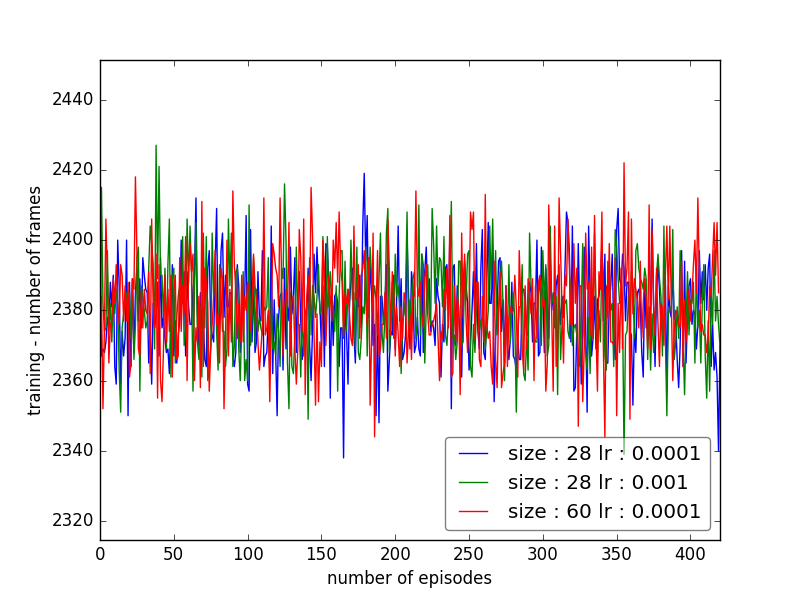 training - number of frames
2440
2420
2400
2380
2360
2340
2320
size : 28 lr : 0.0001
size : 28 lr : 0.001
size : 60 lr : 0.0001
0 50 100 150 200 250 300 350 400
number of episodes